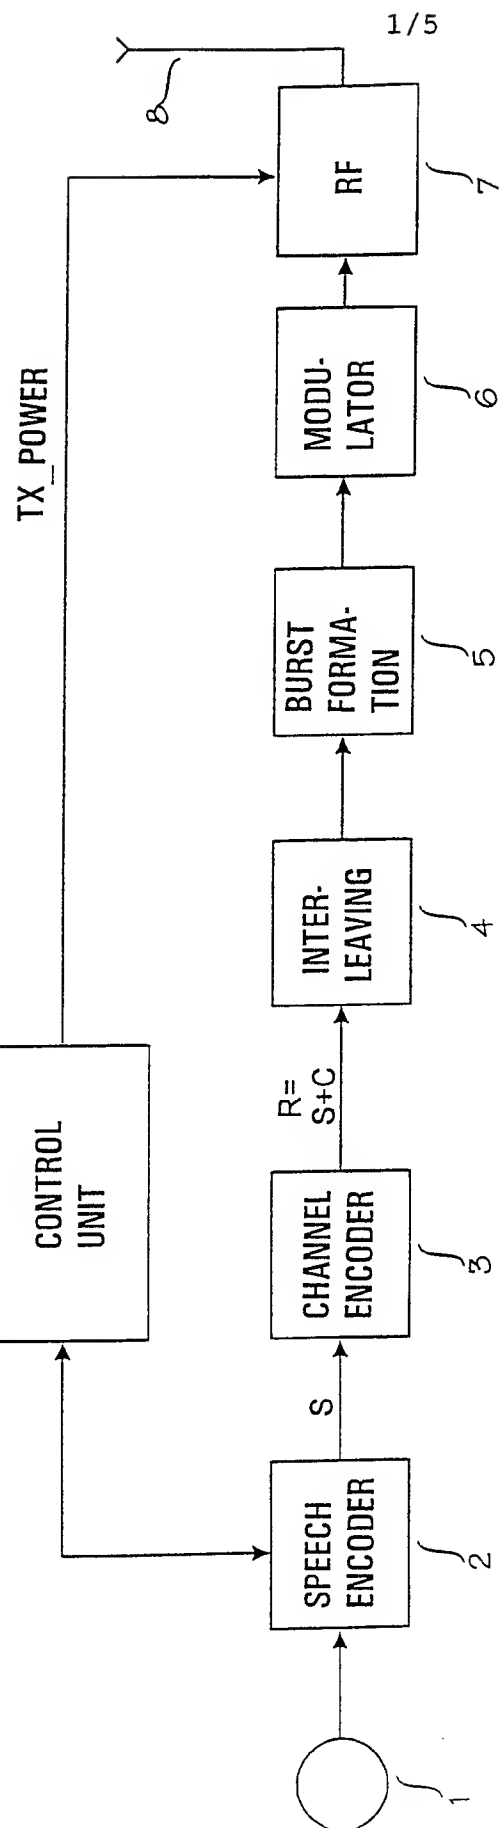 1/5
CONTROL
UNIT
TX_POWER
SPEECH
ENCODER
S
CHANNEL
ENCODER
R=
S+C
INTER-
LEAVING
BURST
FORMA-
TION
MODU-
LATOR
RF
1
2
3
4
5
6
7
8